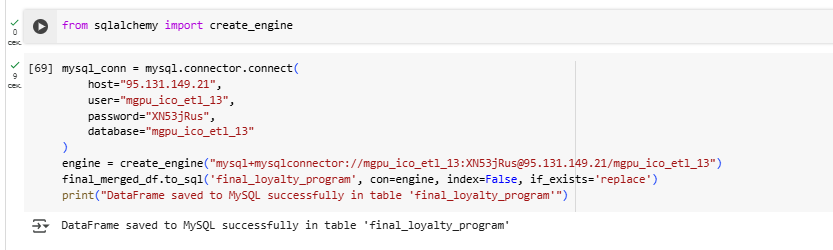 from sqlalchemy import create_engine
0
сек.
[69] mysql_conn = mysql.connector.connect(
9
сек.
host="95.131.149.21",
user="mgpu_ico_etl_13",
password="XN53jRus",
database="mgpu_ico_etl_13"
)
engine = create_engine("mysql+mysqlconnector://mgpu_ico_etl_13:XN53jRus@95.131.149.21/mgpu_ico_etl_13")
final_merged_df.to_sql('final_loyalty_program', con=engine, index=False, if_exists='replace')
print("DataFrame saved to MySQL successfully in table 'final_loyalty_program'")
DataFrame saved to MySQL successfully in table 'final_loyalty_program'